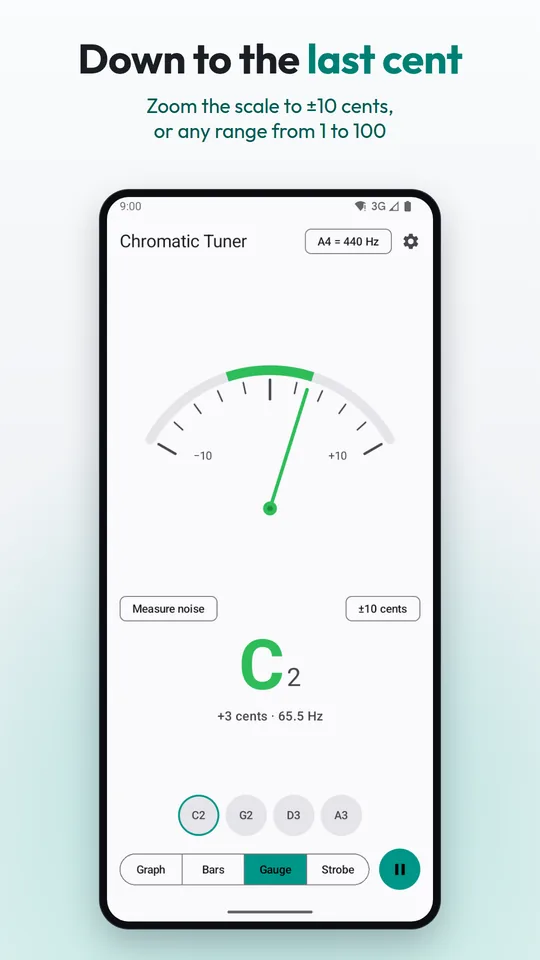 Down to the last cent
Zoom the scale to ±10 cents,
or any range from 1 to 100
9:00
3G
Chromatic Tuner
A4 = 440 Hz
−10
+10
Measure noise
±10 cents
C2
+3 cents · 65.5 Hz
C2
G2
D3
A3
Graph
Bars
Gauge
Strobe